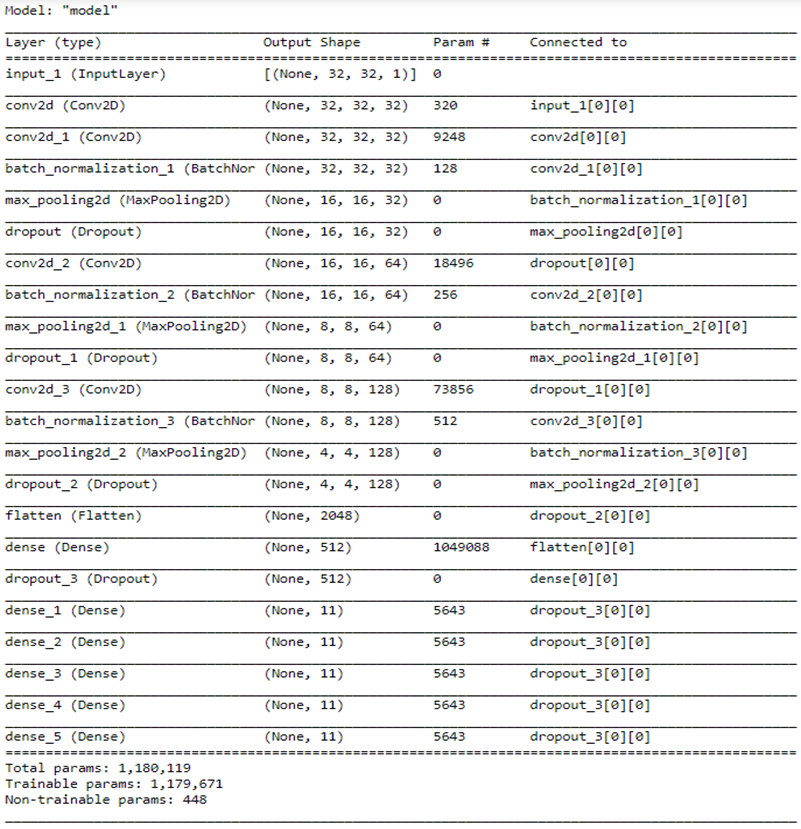 Model: "model"
Layer (type) Output Shape Param # Connected to
input_1 (InputLayer) [(None, 32, 32, 1)] 0
conv2d (Conv2D) (None, 32, 32, 32) 320 input_1[0][0]
conv2d_1 (Conv2D) (None, 32, 32, 32) 9248 conv2d[0][0]
batch_normalization_1 (BatchNor (None, 32, 32, 32) 128 conv2d_1[0][0]
max_pooling2d (MaxPooling2D) (None, 16, 16, 32) 0 batch_normalization_1[0][0]
dropout (Dropout) (None, 16, 16, 32) 0 max_pooling2d[0][0]
conv2d_2 (Conv2D) (None, 16, 16, 64) 18496 dropout[0][0]
batch_normalization_2 (BatchNor (None, 16, 16, 64) 256 conv2d_2[0][0]
max_pooling2d_1 (MaxPooling2D) (None, 8, 8, 64) 0 batch_normalization_2[0][0]
dropout_1 (Dropout) (None, 8, 8, 64) 0 max_pooling2d_1[0][0]
conv2d_3 (Conv2D) (None, 8, 8, 128) 73856 dropout_1[0][0]
batch_normalization_3 (BatchNor (None, 8, 8, 128) 512 conv2d_3[0][0]
max_pooling2d_2 (MaxPooling2D) (None, 4, 4, 128) 0 batch_normalization_3[0][0]
dropout_2 (Dropout) (None, 4, 4, 128) 0 max_pooling2d_2[0][0]
flatten (Flatten) (None, 2048) 0 dropout_2[0][0]
dense (Dense) (None, 512) 1049088 flatten[0][0]
dropout_3 (Dropout) (None, 512) 0 dense[0][0]
dense_1 (Dense) (None, 11) 5643 dropout_3[0][0]
dense_2 (Dense) (None, 11) 5643 dropout_3[0][0]
dense_3 (Dense) (None, 11) 5643 dropout_3[0][0]
dense_4 (Dense) (None, 11) 5643 dropout_3[0][0]
dense_5 (Dense) (None, 11) 5643 dropout_3[0][0]
Total params: 1,180,119
Trainable params: 1,179,671
Non-trainable params: 448